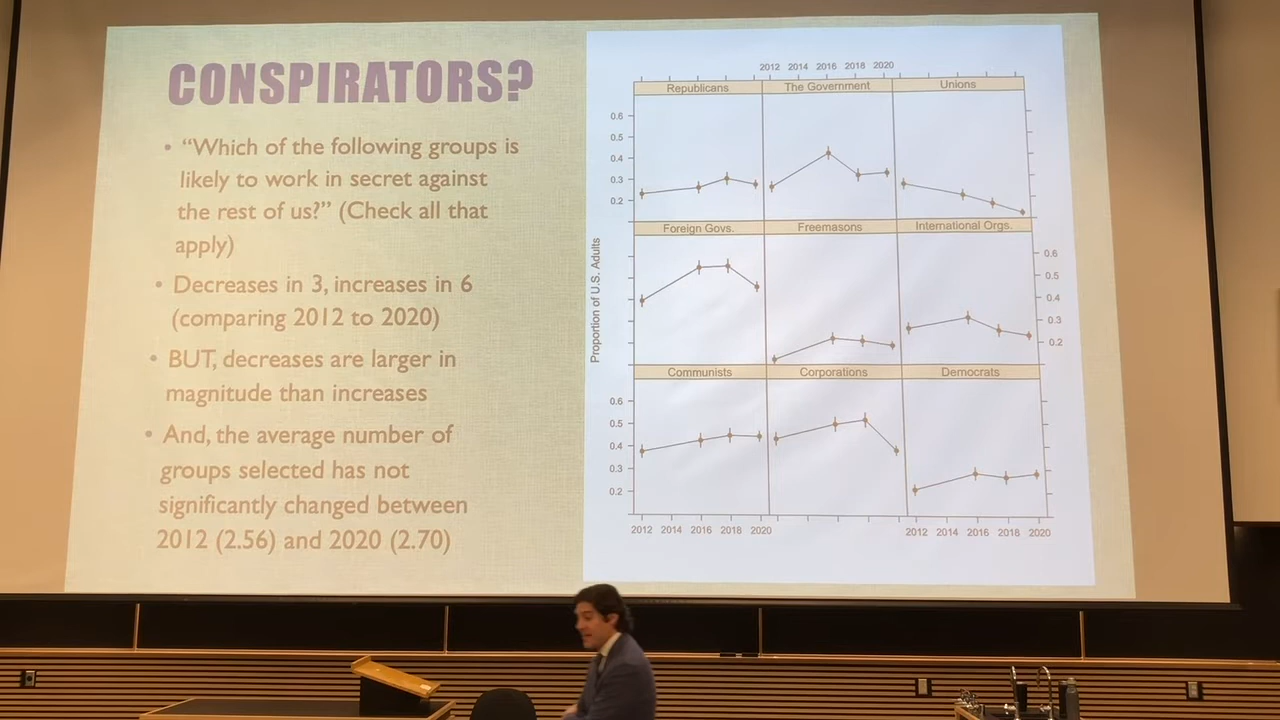 CONSPIRATORS?
• “Which of the following groups is
likely to work in secret against
the rest of us?” (Check all that
apply)
• Decreases in 3, increases in 6
(comparing 2012 to 2020)
• BUT, decreases are larger in
magnitude than increases
• And, the average number of
groups selected has not
significantly changed between
2012 (2.56) and 2020 (2.70)
2012 2014 2016 2018 2020
Republicans The Government Unions
0.6
0.5
0.4
0.3
0.2
Foreign Govs. Freemasons International Orgs.
Proportion of U.S. Adults
0.6
0.5
0.4
0.3
0.2
Communists Corporations Democrats
0.6
0.5
0.4
0.3
0.2
2012 2014 2016 2018 2020
2012 2014 2016 2018 2020